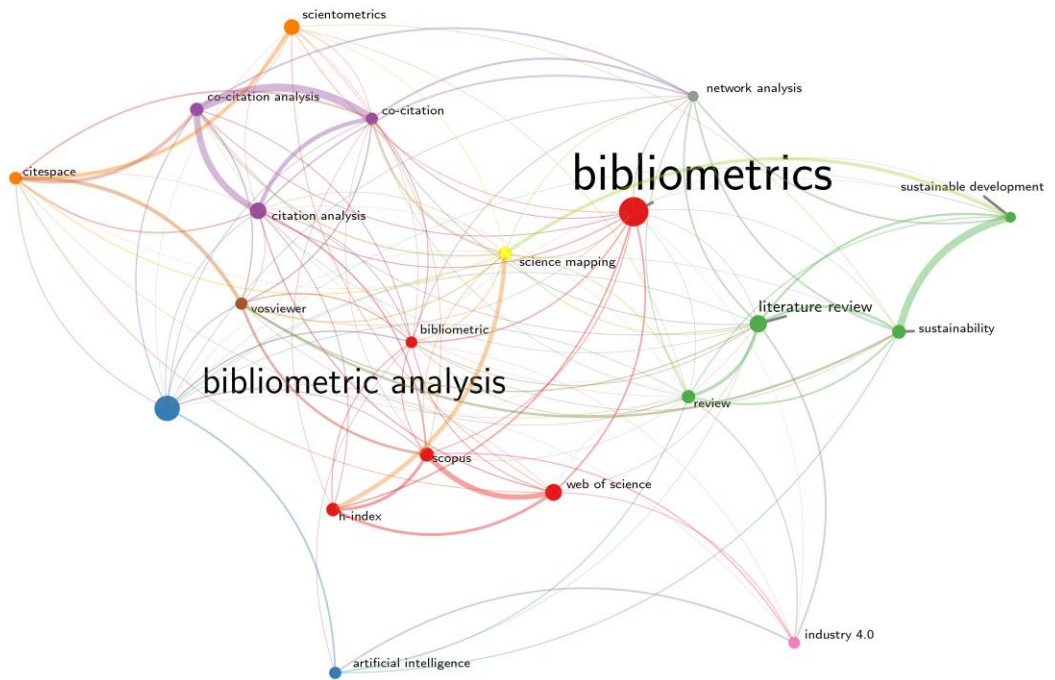 scientometrics
network analysis
co-citation analysis
co-citation
bibliometrics
citespace
sustainable development
citation analysis
science mapping
vosviewer
literature review
bibliometric
sustainability
bibliometric analysis
review
scopus
web of science
h-index
industry 4.0
artificial intelligence